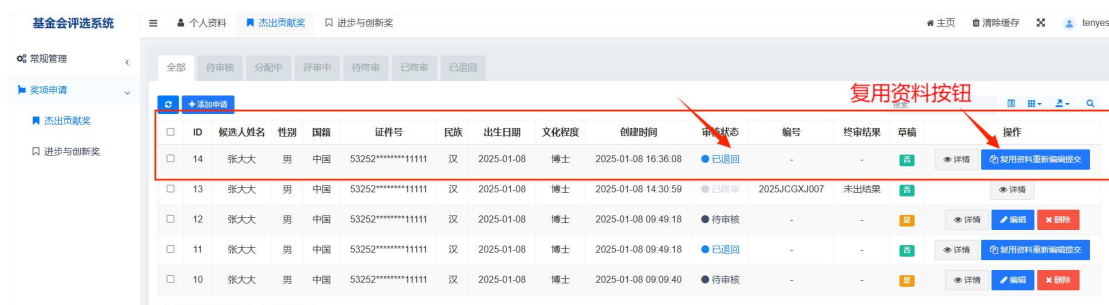 基金会评选系统 个人资料 杰出贡献奖 进步与创新奖 主页 清除缓存 tenyes
常规管理
奖项申请
杰出贡献奖
进步与创新奖
全部 待审核 分配中 评审中 待终审 已终审 已退回
复用资料按钮
添加申请 搜索
ID 候选人姓名 性别 国籍 证件号 民族 出生日期 文化程度 创建时间 审核状态 编号 终审结果 草稿 操作
14 张大大 男 中国 53252********11111 汉 2025-01-08 博士 2025-01-08 16:36:08 已退回 - - 否 详情 复用资料重新编辑提交
13 张大大 男 中国 53252********11111 汉 2025-01-08 博士 2025-01-08 14:30:59 已终审 2025JCGXJ007 未出结果 否 详情
12 张大大 男 中国 53252********11111 汉 2025-01-08 博士 2025-01-08 09:49:18 待审核 - - 是 详情 编辑 删除
11 张大大 男 中国 53252********11111 汉 2025-01-08 博士 2025-01-08 09:49:18 已退回 - - 否 详情 复用资料重新编辑提交
10 张大大 男 中国 53252********11111 汉 2025-01-08 博士 2025-01-08 09:09:40 待审核 - - 是 详情 编辑 删除